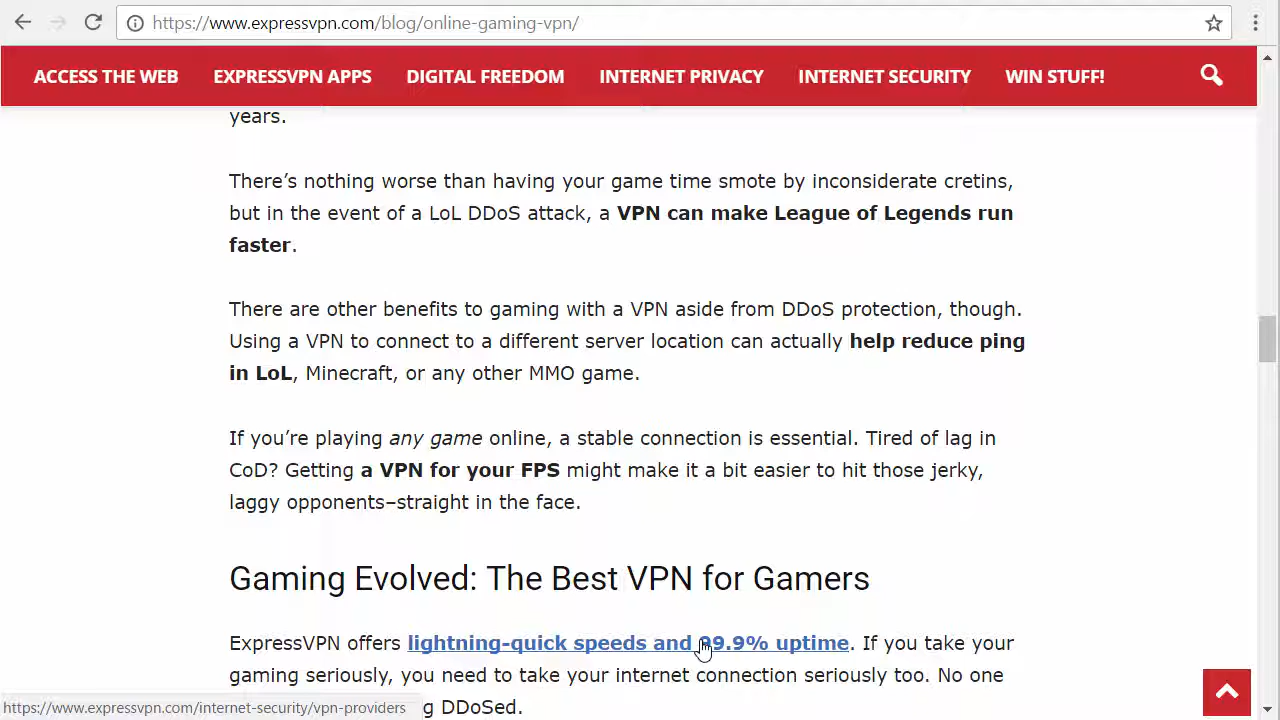 https://www.expressvpn.com/blog/online-gaming-vpn/
ACCESS THE WEB EXPRESSVPN APPS DIGITAL FREEDOM INTERNET PRIVACY INTERNET SECURITY WIN STUFF!
years.
There’s nothing worse than having your game time smote by inconsiderate cretins,
but in the event of a LoL DDoS attack, a VPN can make League of Legends run
faster.
There are other benefits to gaming with a VPN aside from DDoS protection, though.
Using a VPN to connect to a different server location can actually help reduce ping
in LoL, Minecraft, or any other MMO game.
If you’re playing any game online, a stable connection is essential. Tired of lag in
CoD? Getting a VPN for your FPS might make it a bit easier to hit those jerky,
laggy opponents–straight in the face.
Gaming Evolved: The Best VPN for Gamers
ExpressVPN offers lightning-quick speeds and 99.9% uptime. If you take your
gaming seriously, you need to take your internet connection seriously too. No one
https://www.expressvpn.com/internet-security/vpn-providers g DDoSed.